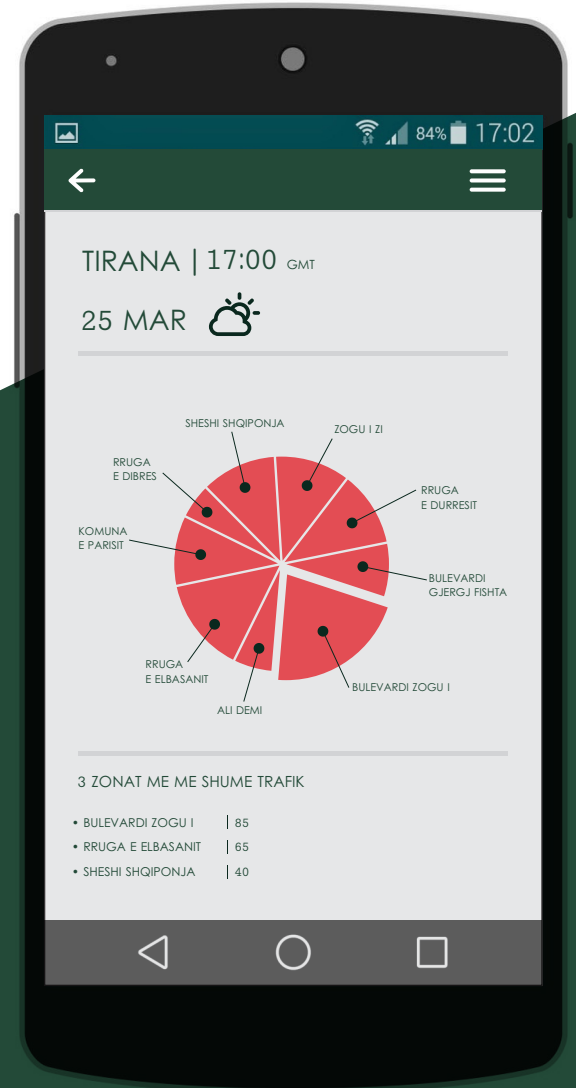 84% 17:02
TIRANA | 17:00 GMT
25 MAR
SHESHI SHQIPONJA
ZOGU I ZI
RRUGA
E DIBRES
RRUGA
E DURRESIT
KOMUNA
E PARISIT
BULEVARDI
GJERGJ FISHTA
RRUGA
E ELBASANIT
BULEVARDI ZOGU I
ALI DEMI
3 ZONAT ME ME SHUME TRAFIK
• BULEVARDI ZOGU I | 85
• RRUGA E ELBASANIT | 65
• SHESHI SHQIPONJA | 40